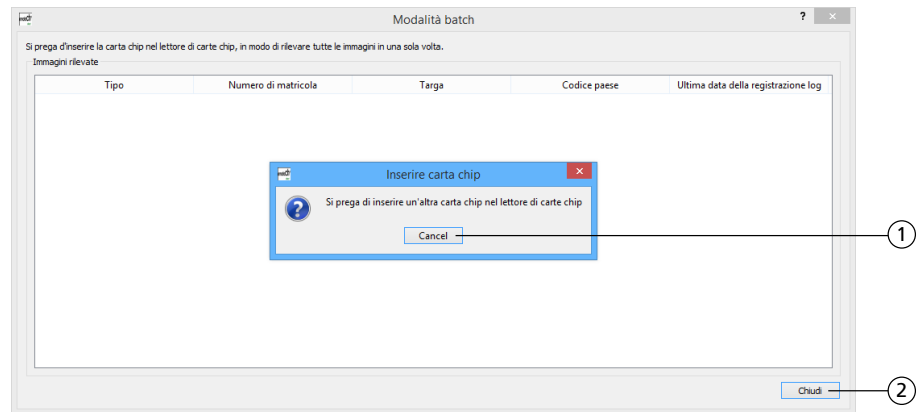 Modalità batch
?
×
Si prega d'inserire la carta chip nel lettore di carte chip, in modo di rilevare tutte le immagini in una sola volta.
Immagini rilevate
Tipo Numero di matricola Targa Codice paese Ultima data della registrazione log
Inserire carta chip
×
Si prega di inserire un'altra carta chip nel lettore di carte chip
Cancel
1
Chiudi
2